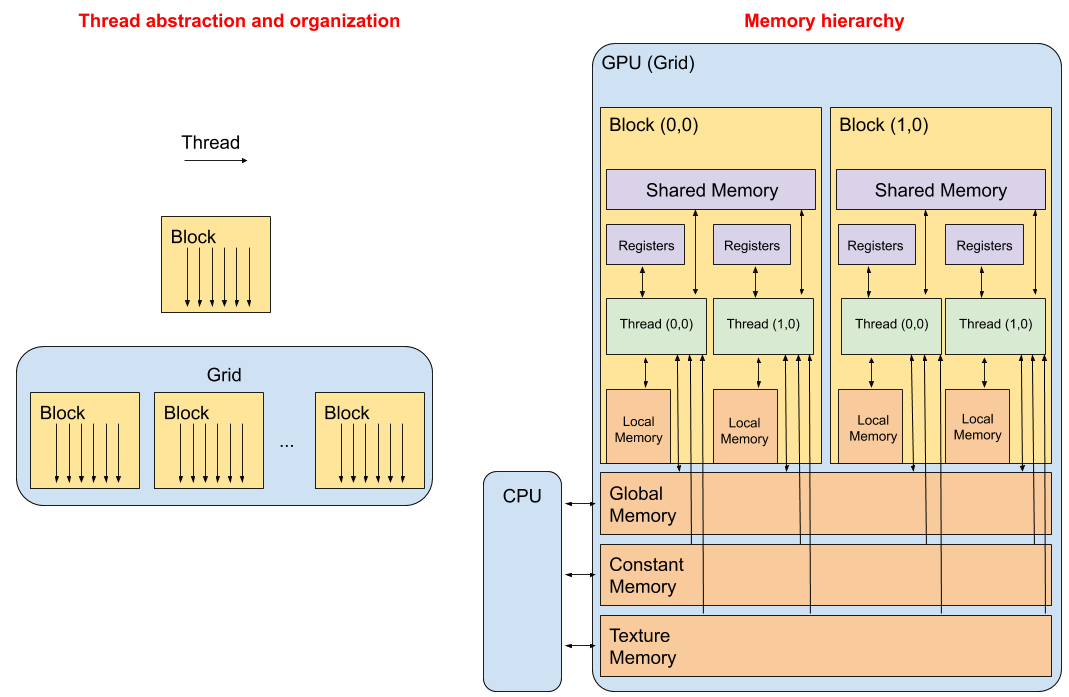 Thread abstraction and organization
Thread
Block
Grid
Block
Block
...
Block
Memory hierarchy
GPU (Grid)
Block (0,0)
Shared Memory
Registers
Registers
Thread (0,0)
Thread (1,0)
Local
Memory
Local
Memory
Block (1,0)
Shared Memory
Registers
Registers
Thread (0,0)
Thread (1,0)
Local
Memory
Local
Memory
CPU
Global
Memory
Constant
Memory
Texture
Memory